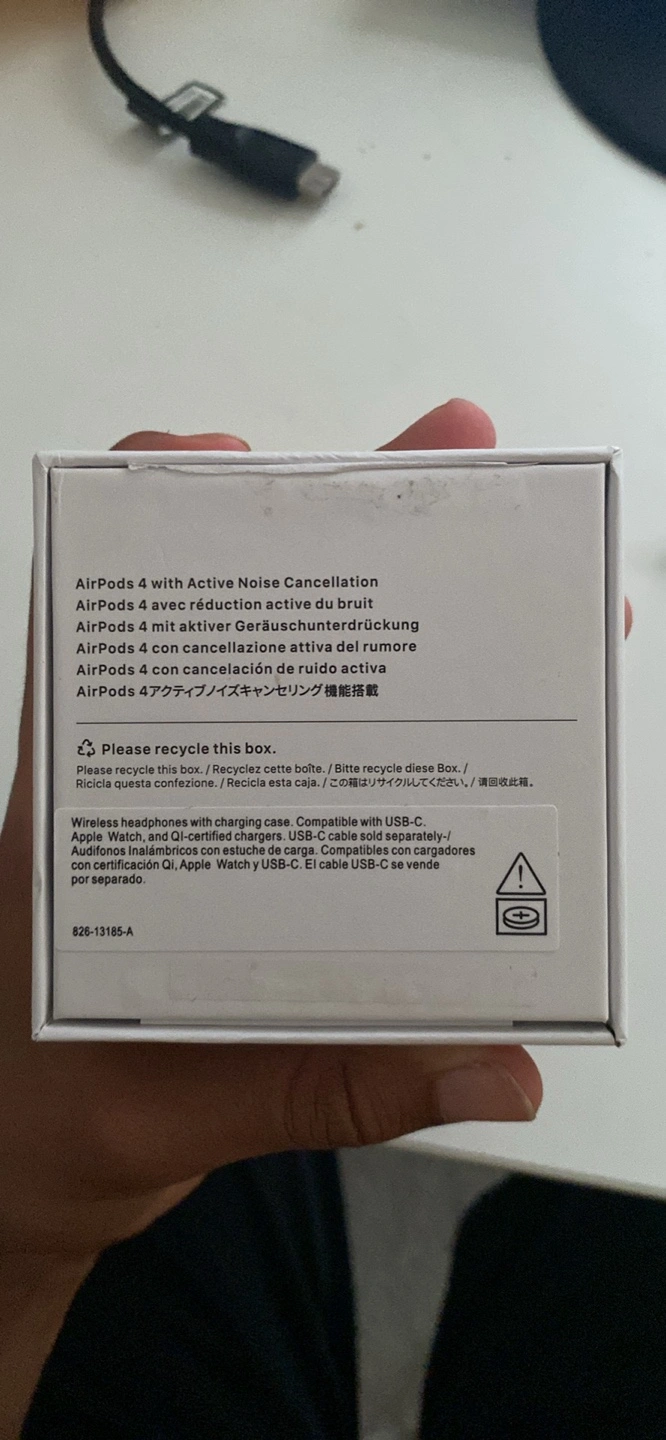 AirPods 4 with Active Noise Cancellation
AirPods 4 avec réduction active du bruit
AirPods 4 mit aktiver Geräuschunterdrückung
AirPods 4 con cancellazione attiva del rumore
AirPods 4 con cancelación de ruido activa
AirPods 4アクティブノイズキャンセリング機能搭載
Please recycle this box.
Please recycle this box. / Recyclez cette boîte. / Bitte recycle diese Box. /
Ricicla questa confezione. / Recicla esta caja. / この箱はリサイクルしてください。/ 请回收此箱。
Wireless headphones with charging case. Compatible with USB-C.
Apple Watch, and QI-certified chargers. USB-C cable sold separately-/
Audifonos Inalámbricos con estuche de carga. Compatibles con cargadores
con certificación Qi, Apple Watch y USB-C. El cable USB-C se vende
por separado.
826-13185-A